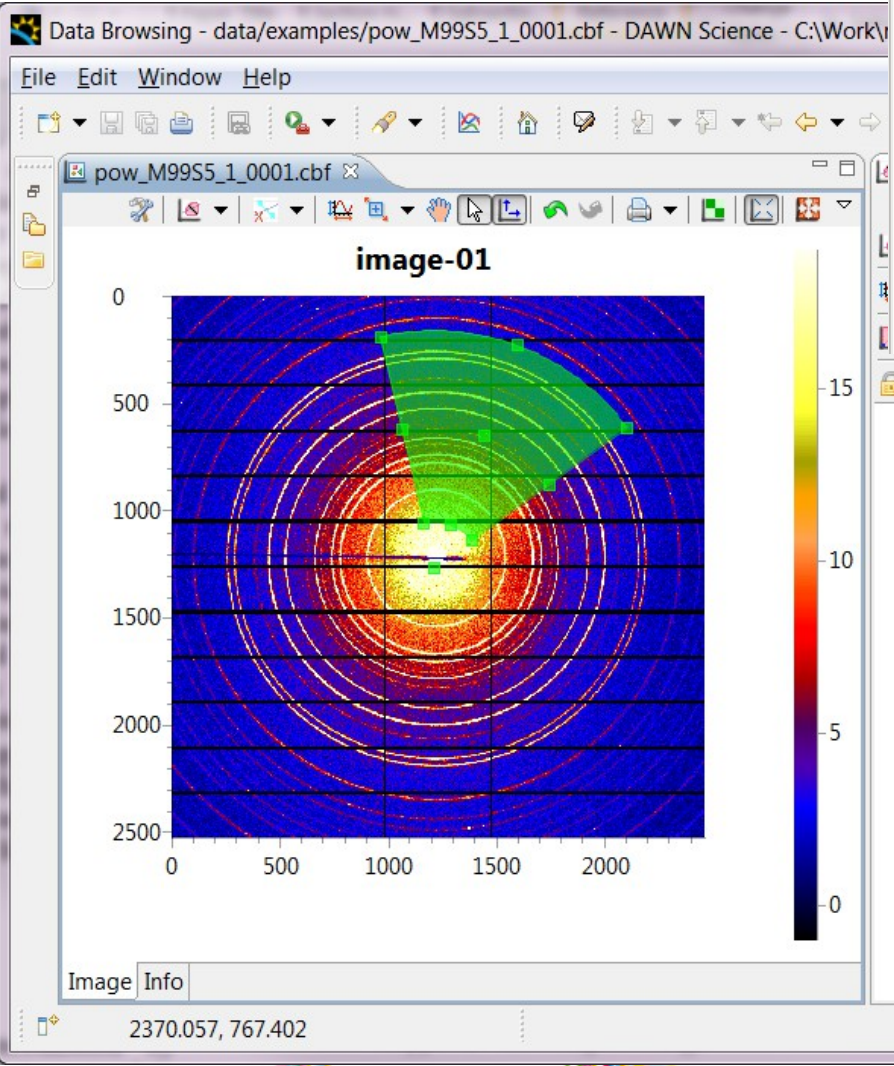 Data Browsing - data/examples/pow_M99S5_1_0001.cbf - DAWN Science - C:\Work\
File Edit Window Help
pow_M99S5_1_0001.cbf
image-01
0
500
1000
1500
2000
2500
0 500 1000 1500 2000
15
10
5
0
Image Info
2370.057, 767.402